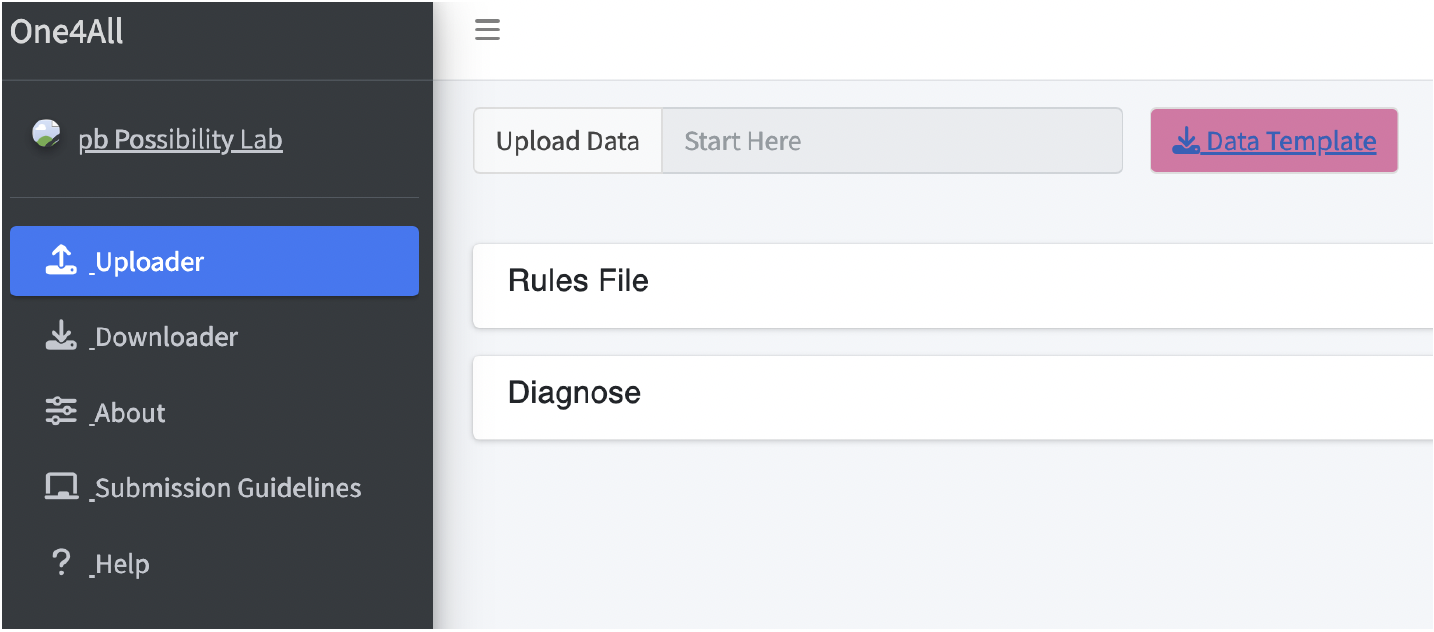 One4All
pb Possibility Lab
Uploader
Downloader
About
Submission Guidelines
? Help
Upload Data
Start Here
Data Template
Rules File
Diagnose